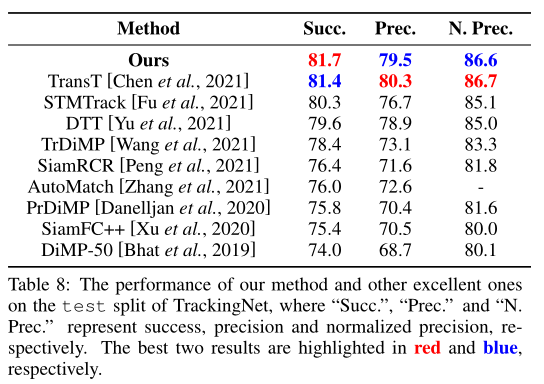 Method Succ. Prec. N. Prec.
Ours 81.7 79.5 86.6
TransT [Chen et al., 2021] 81.4 80.3 86.7
STMTrack [Fu et al., 2021] 80.3 76.7 85.1
DTT [Yu et al., 2021] 79.6 78.9 85.0
TrDiMP [Wang et al., 2021] 78.4 73.1 83.3
SiamRCR [Peng et al., 2021] 76.4 71.6 81.8
AutoMatch [Zhang et al., 2021] 76.0 72.6 -
PrDiMP [Danelljan et al., 2020] 75.8 70.4 81.6
SiamFC++ [Xu et al., 2020] 75.4 70.5 80.0
DiMP-50 [Bhat et al., 2019] 74.0 68.7 80.1
Table 8: The performance of our method and other excellent ones
on the test split of TrackingNet, where “Succ.”, “Prec.” and “N.
Prec.” represent success, precision and normalized precision, re-
spectively. The best two results are highlighted in red and blue,
respectively.